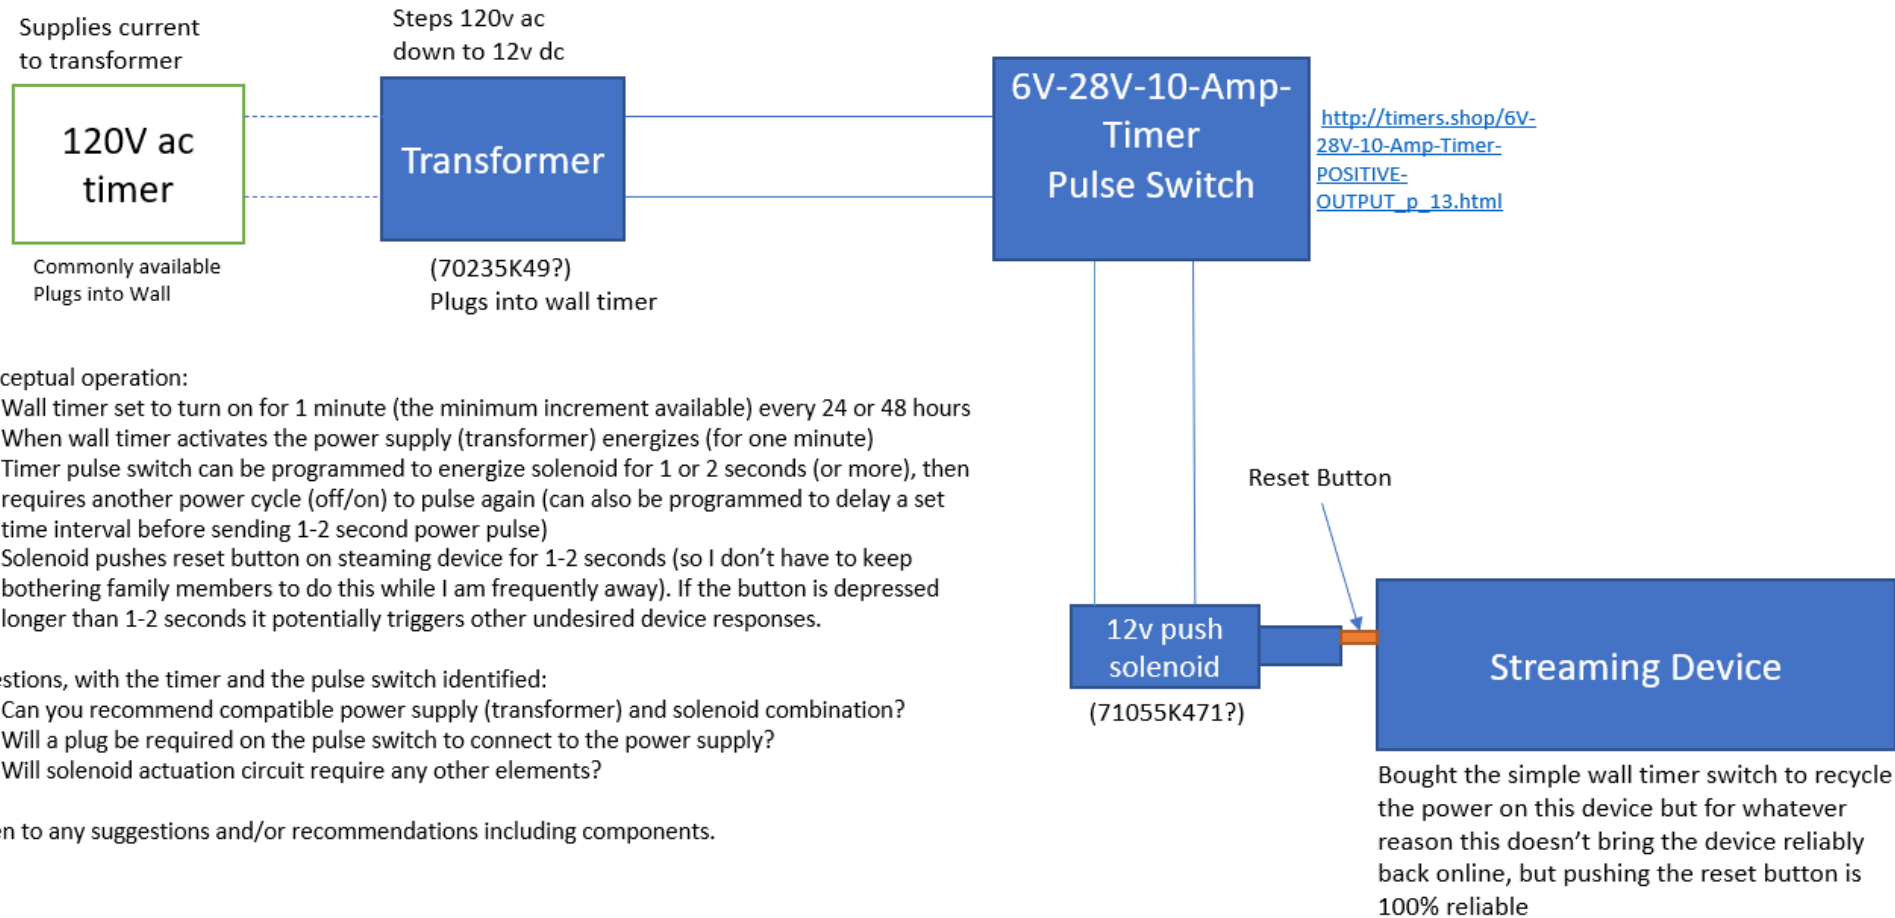 Supplies current
to transformer
120V ac
timer
Commonly available
Plugs into Wall
Steps 120v ac
down to 12v dc
Transformer
(70235K49?)
Plugs into wall timer
6V-28V-10-Amp-
Timer
Pulse Switch
http://timers.shop/6V-
28V-10-Amp-Timer-
POSITIVE-
OUTPUT_p_13.html
ceptual operation:
Wall timer set to turn on for 1 minute (the minimum increment available) every 24 or 48 hours
When wall timer activates the power supply (transformer) energizes (for one minute)
Timer pulse switch can be programmed to energize solenoid for 1 or 2 seconds (or more), then
requires another power cycle (off/on) to pulse again (can also be programmed to delay a set
time interval before sending 1-2 second power pulse)
Solenoid pushes reset button on steaming device for 1-2 seconds (so I don't have to keep
bothering family members to do this while I am frequently away). If the button is depressed
longer than 1-2 seconds it potentially triggers other undesired device responses.
estions, with the timer and the pulse switch identified:
Can you recommend compatible power supply (transformer) and solenoid combination?
Will a plug be required on the pulse switch to connect to the power supply?
Will solenoid actuation circuit require any other elements?
en to any suggestions and/or recommendations including components.
Reset Button
12v push
solenoid
(71055K471?)
Streaming Device
Bought the simple wall timer switch to recycle
the power on this device but for whatever
reason this doesn't bring the device reliably
back online, but pushing the reset button is
100% reliable